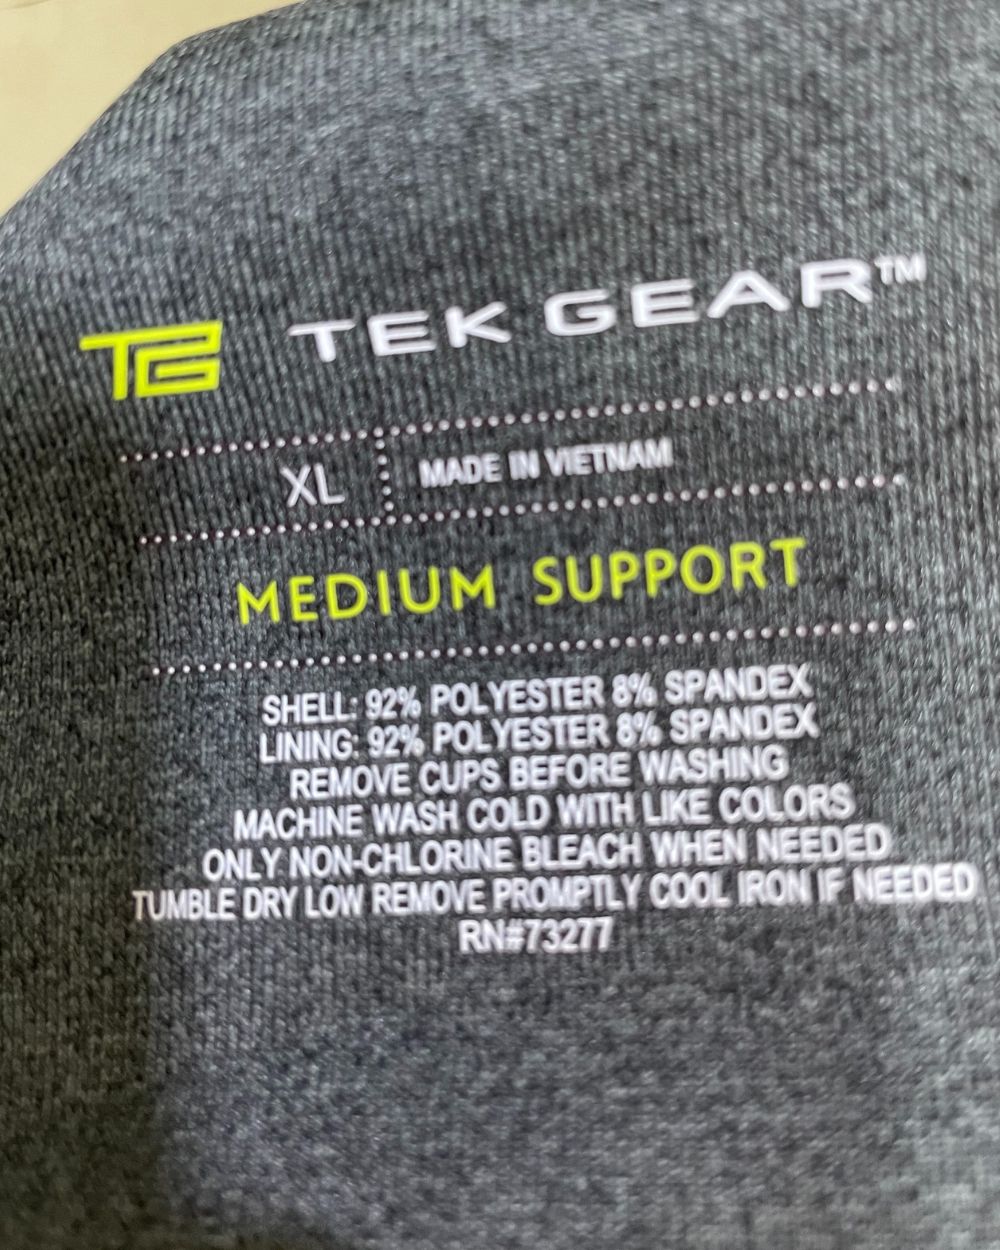 TG TEK GEAR™
XL MADE IN VIETNAM
MEDIUM SUPPORT
SHELL: 92% POLYESTER 8% SPANDEX
LINING: 92% POLYESTER 8% SPANDEX
REMOVE CUPS BEFORE WASHING
MACHINE WASH COLD WITH LIKE COLORS
ONLY NON-CHLORINE BLEACH WHEN NEEDED
TUMBLE DRY LOW REMOVE PROMPTLY COOL IRON IF NEEDED
RN#73277